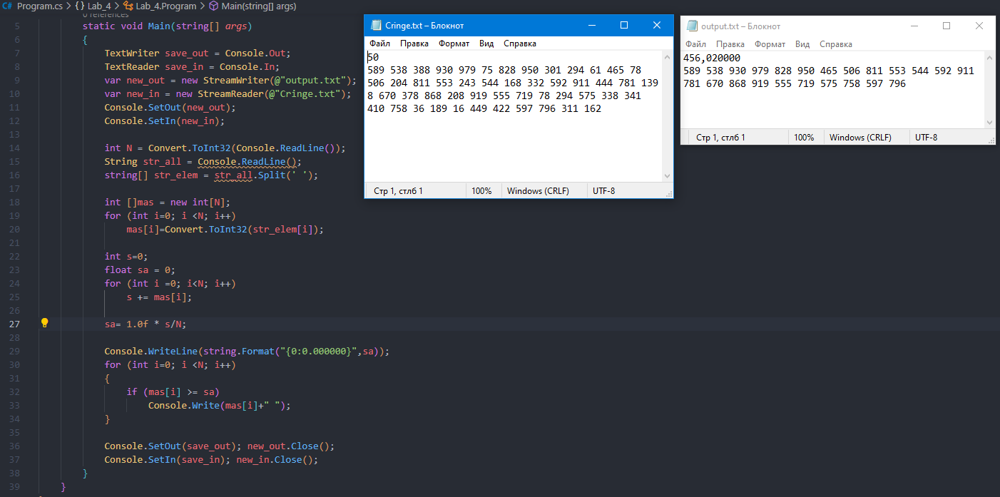 C# Program.cs > {} Lab_4 > Lab_4.Program > Main(string[] args)
0 references
5 static void Main(string[] args)
6 {
7 TextWriter save_out = Console.Out;
8 TextReader save_in = Console.In;
9 var new_out = new StreamWriter(@"output.txt");
10 var new_in = new StreamReader(@"Cringe.txt");
11 Console.SetOut(new_out);
12 Console.SetIn(new_in);
13
14 int N = Convert.ToInt32(Console.ReadLine());
15 String str_all = Console.ReadLine();
16 string[] str_elem = str_all.Split(' ');
17
18 int []mas = new int[N];
19 for (int i=0; i <N; i++)
20 mas[i]=Convert.ToInt32(str_elem[i]);
21
22 int s=0;
23 float sa = 0;
24 for (int i =0; i<N; i++)
25 s += mas[i];
26
27 sa= 1.0f * s/N;
28
29 Console.WriteLine(string.Format("{0:0.000000}",sa));
30 for (int i=0; i <N; i++)
31 {
32 if (mas[i] >= sa)
33 Console.Write(mas[i]+" ");
34 }
35
36 Console.SetOut(save_out); new_out.Close();
37 Console.SetIn(save_in); new_in.Close();
38 }
39 }
Cringe.txt – Блокнот
Файл Правка Формат Вид Справка
50
589 538 388 930 979 75 828 950 301 294 61 465 78
506 204 811 553 243 544 168 332 592 911 444 781 139
8 670 378 868 208 919 555 719 78 294 575 338 341
410 758 36 189 16 449 422 597 796 311 162
Стр 1, стлб 1 100% Windows (CRLF) UTF-8
output.txt – Блокнот
Файл Правка Формат Вид Справка
456,020000
589 538 930 979 828 950 465 506 811 553 544 592 911
781 670 868 919 555 719 575 758 597 796
Стр 1, стлб 1 100% Windows (CRLF) UTF-8